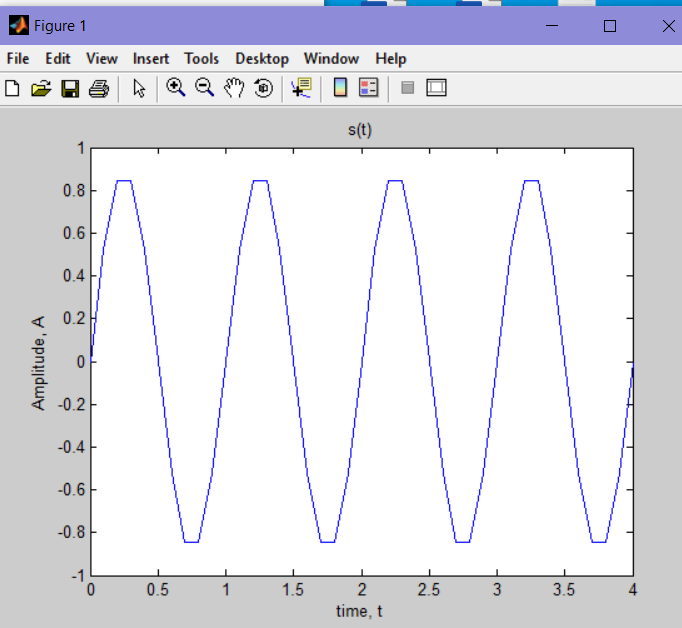 Figure 1
File Edit View Insert Tools Desktop Window Help
s(t)
1
0.8
0.6
0.4
0.2
0
-0.2
-0.4
-0.6
-0.8
-1
Amplitude, A
0 0.5 1 1.5 2 2.5 3 3.5 4
time, t